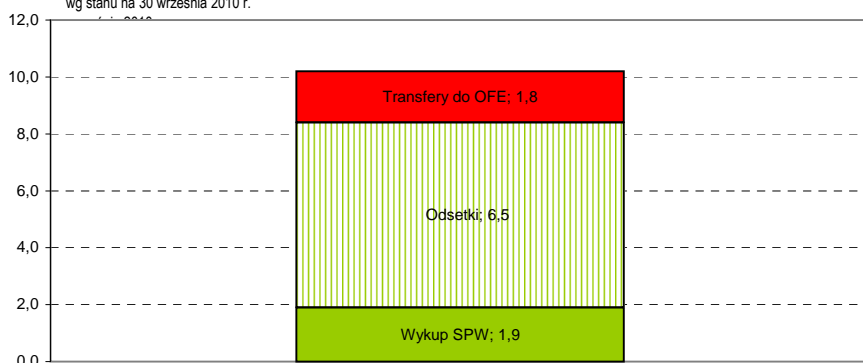 wg stanu na 30 września 2010 r.
2010
12,0
10,0
8,0
6,0
4,0
2,0
0,0
Transfery do OFE; 1,8
Odsetki; 6,5
Wykup SPW; 1,9